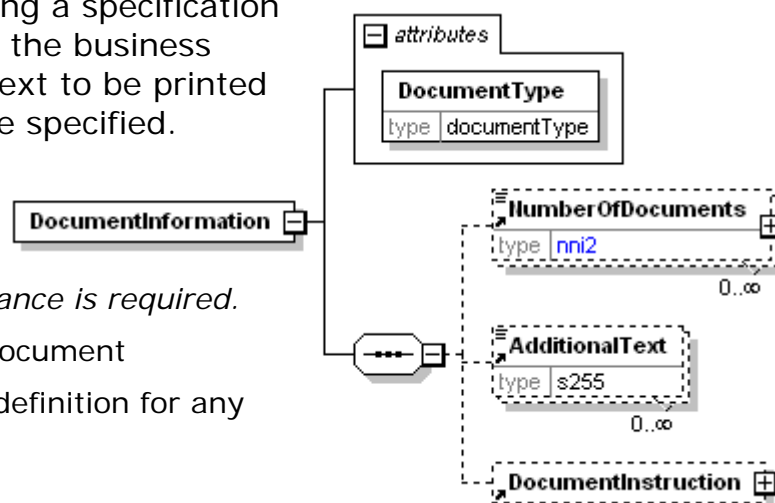 ng a specification
the business
ext to be printed
e specified.
attributes
DocumentType
type documentType
DocumentInformation
NumberOfDocuments
type nni2
0..∞
ance is required.
ocument
definition for any
AdditionalText
type s255
0..∞
DocumentInstruction